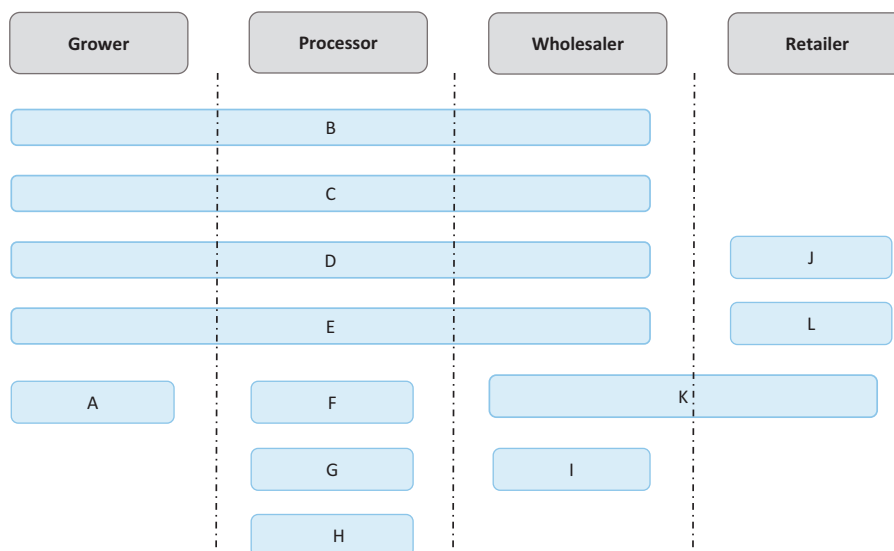 Grower
Processor
Wholesaler
Retailer
B
C
D
J
E
L
A
F
K
G
I
H